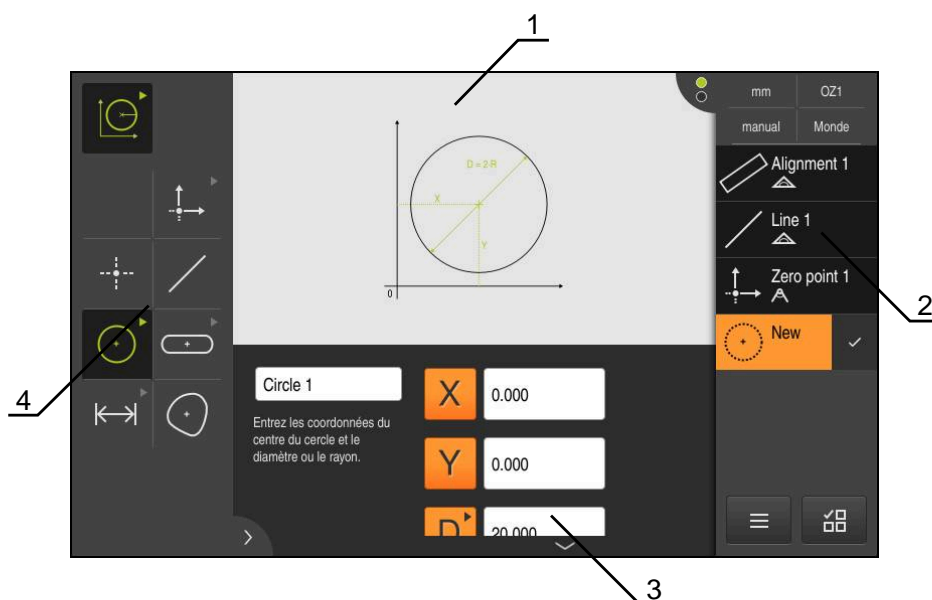 1
mm
OZ1
manual
Monde
Alignment 1
Line 1
Zero point 1
New
2
D=2·R
X
Y
0
4
Circle 1
Entrez les coordonnées du
centre du cercle et le
diamètre ou le rayon.
X
0.000
Y
0.000
D
20.000
3